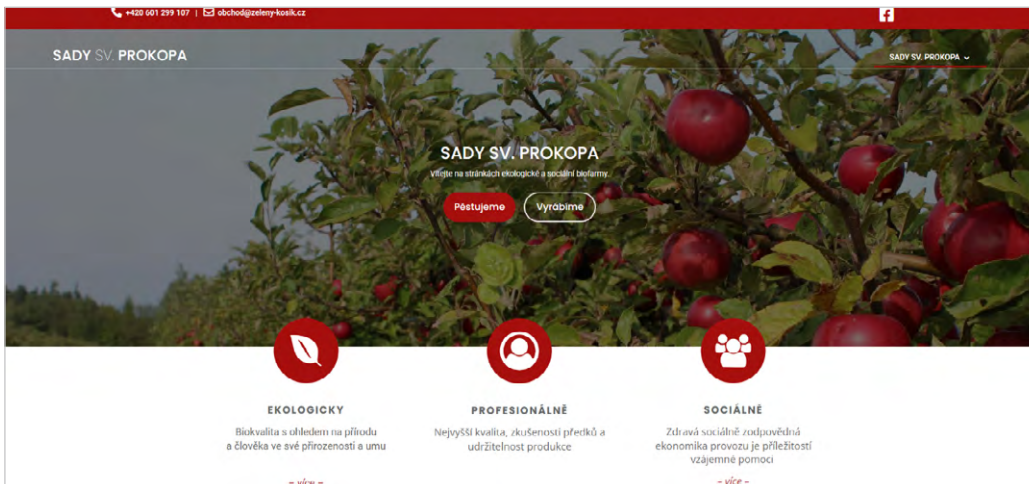 +420 601 299 107 | obchod@zeleny-kosik.cz
SADY SV. PROKOPA
SADY SV. PROKOPA
SADY SV. PROKOPA
Vítejte na stránkách ekologické a sociální biofarmy.
Pěstujeme
Vyrábíme
EKOLOGICKY
Biokvalita s ohledem na přírodu
a člověka ve své přirozenosti a umu
– více –
PROFESIONÁLNĚ
Nejvyšší kvalita, zkušenosti předků a
udržitelnost produkce
SOCIÁLNĚ
Zdravá sociálně zodpovědná
ekonomika provozu je příležitostí
vzájemné pomoci
– více –